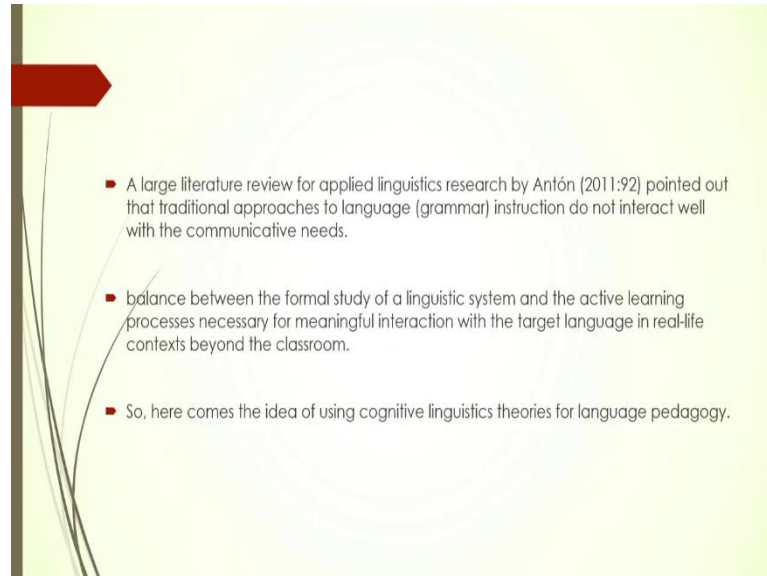 A large literature review for applied linguistics research by Antón (2011:92) pointed out
that traditional approaches to language (grammar) instruction do not interact well
with the communicative needs.
balance between the formal study of a linguistic system and the active learning
processes necessary for meaningful interaction with the target language in real-life
contexts beyond the classroom.
So, here comes the idea of using cognitive linguistics theories for language pedagogy.